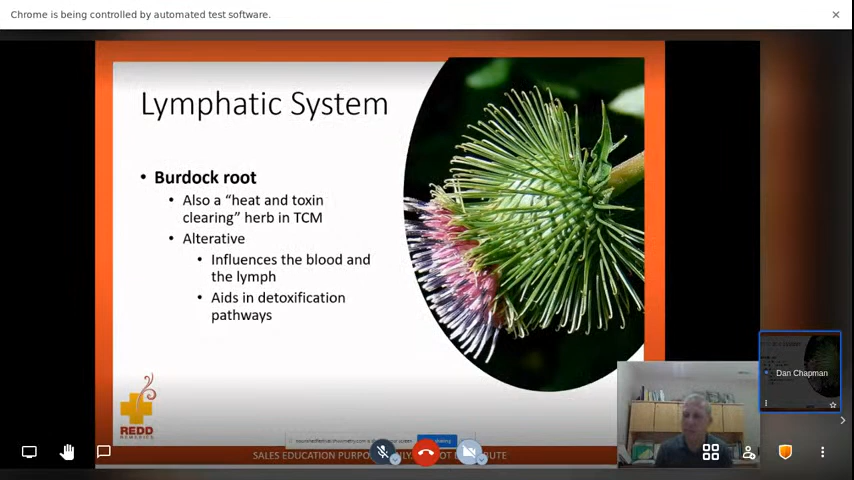 Chrome is being controlled by automated test software.
Lymphatic System
• Burdock root
• Also a “heat and toxin
clearing” herb in TCM
• Alterative
• Influences the blood and
the lymph
• Aids in detoxification
pathways
Dan Chapman
REDD
REMEDIES
SALES EDUCATION